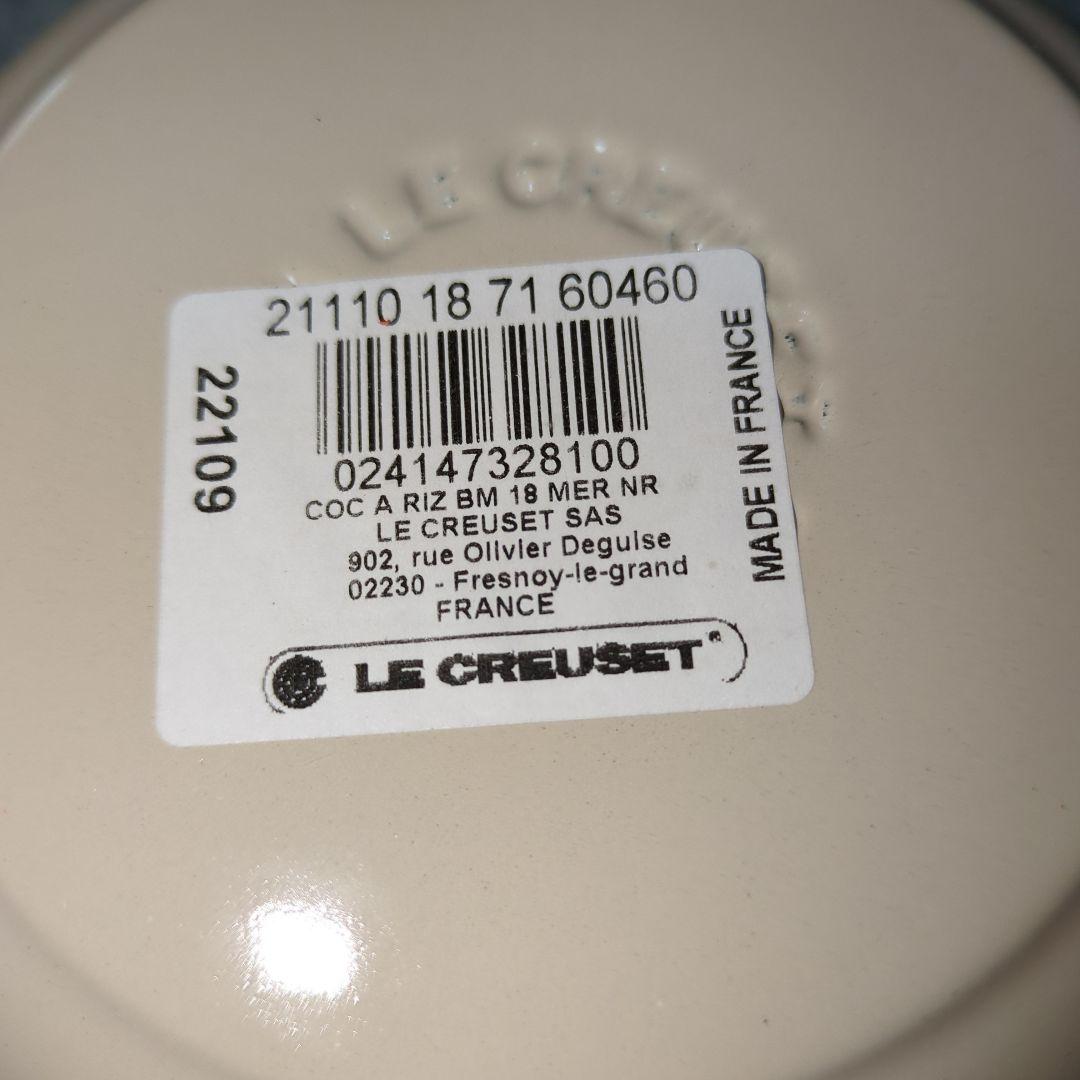 LE CREU
21110 18 71 60460
22109
024147328100
COC A RIZ BM 18 MER NR
LE CREUSET SAS
902, rue Olivier Deguise
02230 - Fresnoy-le-grand
FRANCE
MADE IN FRANCE
LE CREUSET®